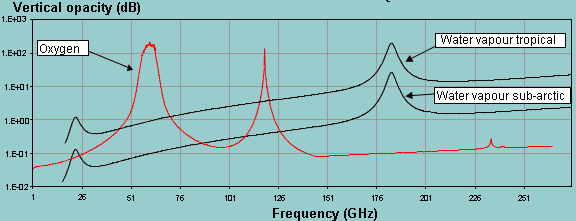 Vertical opacity (dB)
1.E+03
1.E+02
1.E+01
1.E+00
1.E-01
1.E-02
Oxygen
Water vapour tropical
Water vapour sub-arctic
1 26 51 76 101 126 151 176 201 226 251
Frequency (GHz)